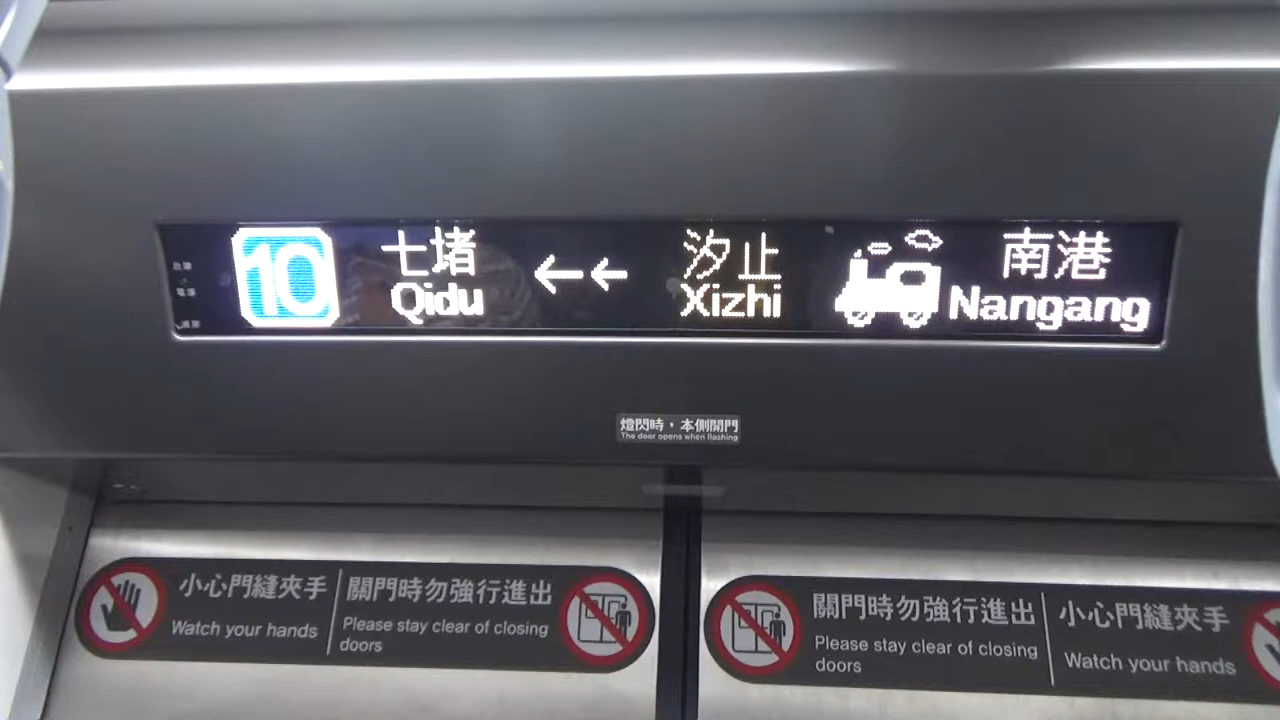 10
七堵
Qidu
←←
汐止
Xizhi
南港
Nangang
燈閃時，本側開門
The door opens when flashing
小心門縫夾手
Watch your hands
關門時勿強行進出
Please stay clear of closing
doors
關門時勿強行進出
Please stay clear of closing
doors
小心門縫夾手
Watch your hands